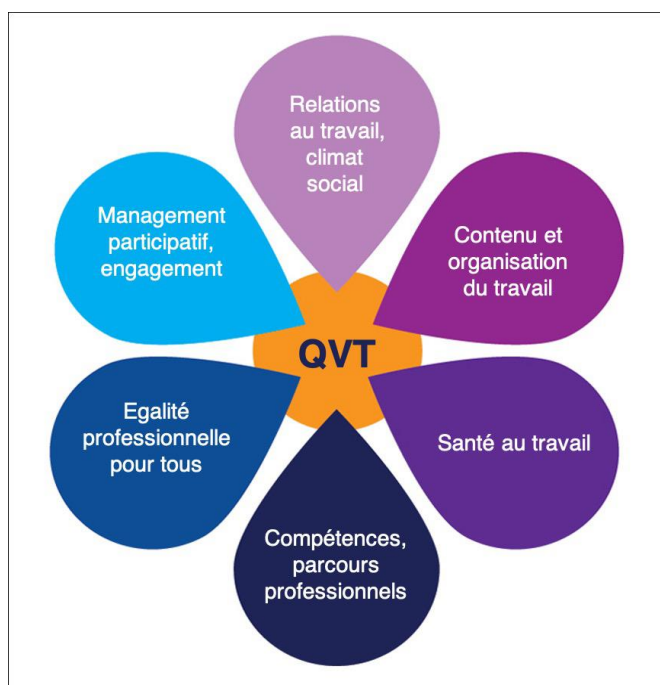 Relations
au travail,
climat
social
Contenu et
organisation
du travail
Santé au travail
Compétences,
parcours
professionnels
Egalité
professionnelle
pour tous
Management
participatif,
engagement
QVT